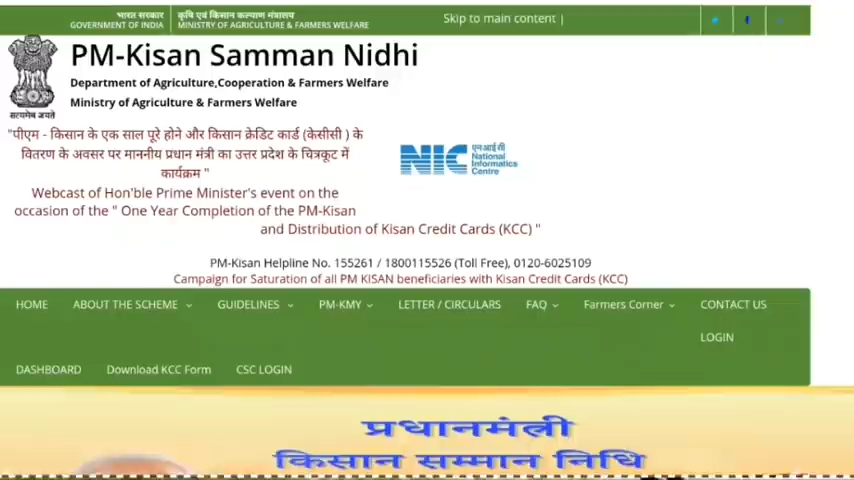 भारत सरकार
GOVERNMENT OF INDIA
कृषि एवं किसान कल्याण मंत्रालय
MINISTRY OF AGRICULTURE & FARMERS WELFARE
Skip to main content |
सत्यमेव जयते
PM-Kisan Samman Nidhi
Department of Agriculture,Cooperation & Farmers Welfare
Ministry of Agriculture & Farmers Welfare
"पीएम - किसान के एक साल पूरे होने और किसान क्रेडिट कार्ड (केसीसी ) के
वितरण के अवसर पर माननीय प्रधान मंत्री का उत्तर प्रदेश के चित्रकूट में
कार्यक्रम "
Webcast of Hon'ble Prime Minister's event on the
occasion of the " One Year Completion of the PM-Kisan
and Distribution of Kisan Credit Cards (KCC) "
NIC
एन आई सी
National
Informatics
Centre
PM-Kisan Helpline No. 155261 / 1800115526 (Toll Free), 0120-6025109
Campaign for Saturation of all PM KISAN beneficiaries with Kisan Credit Cards (KCC)
HOME ABOUT THE SCHEME GUIDELINES PM-KMY LETTER / CIRCULARS FAQ Farmers Corner CONTACT US
LOGIN
DASHBOARD Download KCC Form CSC LOGIN
प्रधानमंत्री
किसान सम्मान निधि